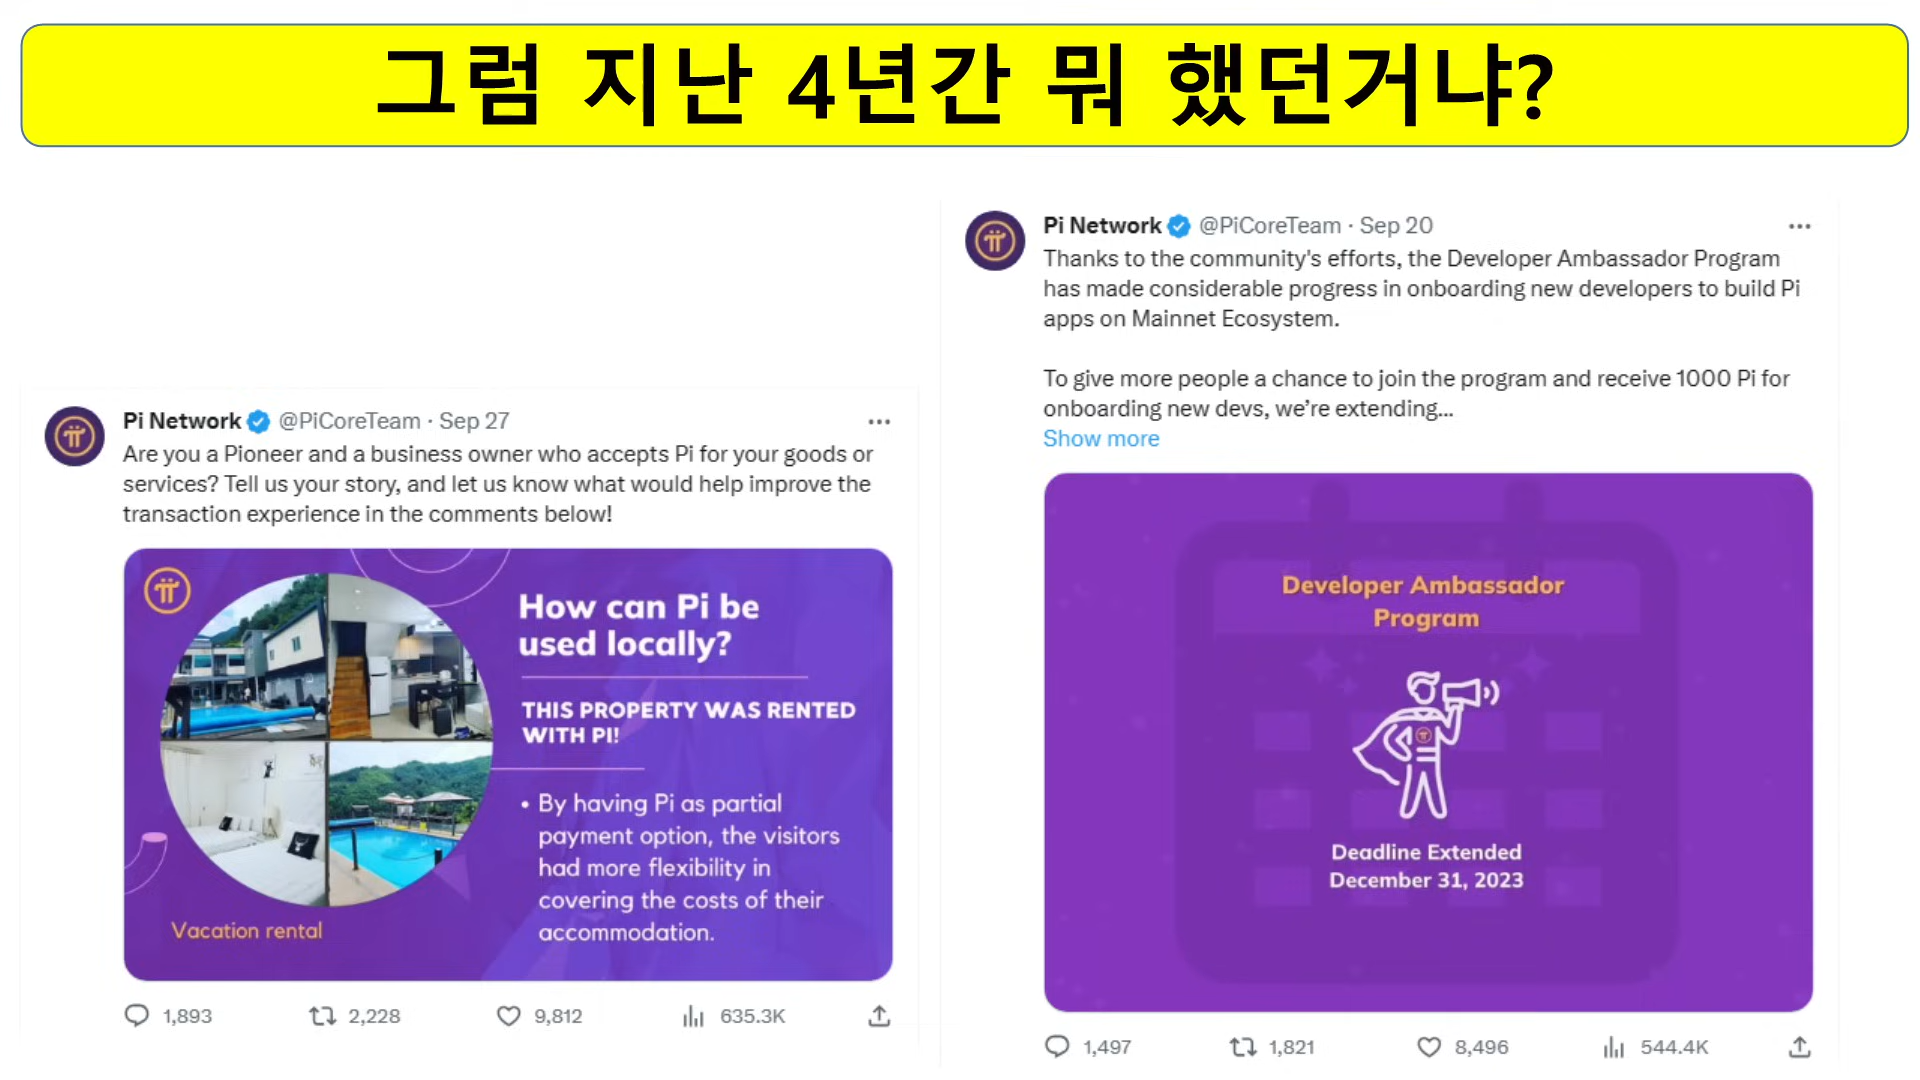 그럼 지난 4년간 뭐 했던거냐?
Pi Network @PiCoreTeam · Sep 27
Are you a Pioneer and a business owner who accepts Pi for your goods or
services? Tell us your story, and let us know what would help improve the
transaction experience in the comments below!
How can Pi be
used locally?
THIS PROPERTY WAS RENTED
WITH PI!
• By having Pi as partial
payment option, the visitors
had more flexibility in
covering the costs of their
accommodation.
Vacation rental
1,893 2,228 9,812 635.3K
Pi Network @PiCoreTeam · Sep 20
Thanks to the community's efforts, the Developer Ambassador Program
has made considerable progress in onboarding new developers to build Pi
apps on Mainnet Ecosystem.
To give more people a chance to join the program and receive 1000 Pi for
onboarding new devs, we’re extending...
Show more
Developer Ambassador
Program
Deadline Extended
December 31, 2023
1,497 1,821 8,496 544.4K